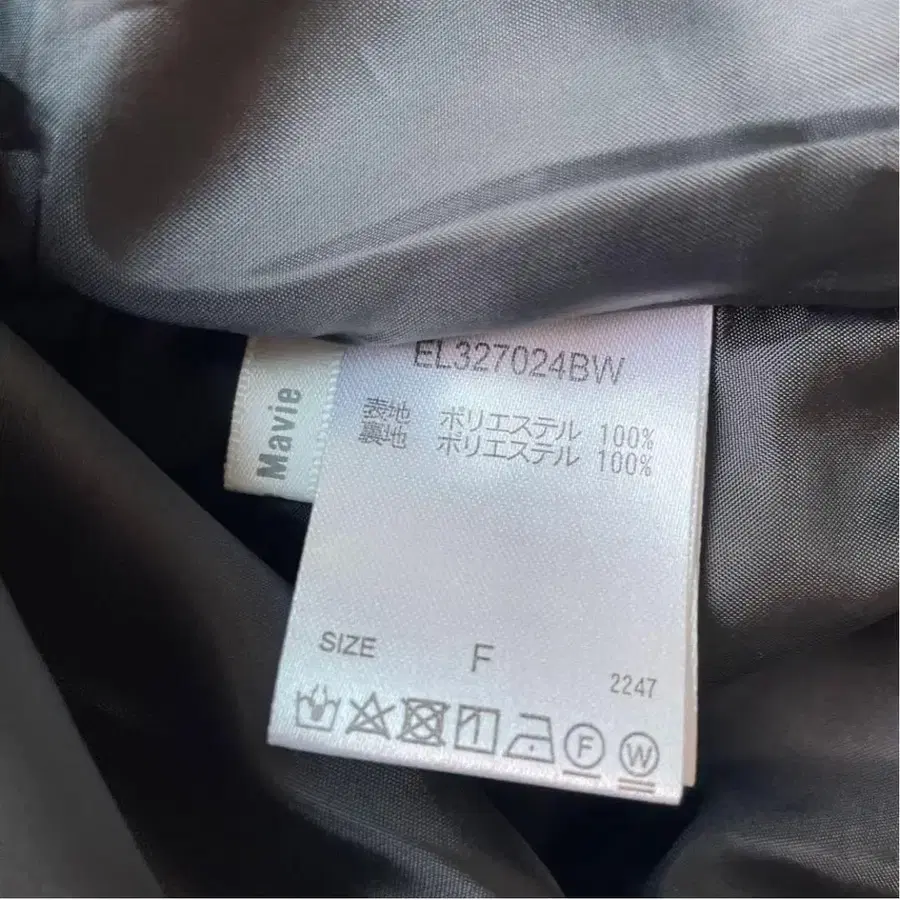 Mavie
EL327024BW
表地 ポリエステル 100%
裏地 ポリエステル 100%
SIZE F
2247
F
W